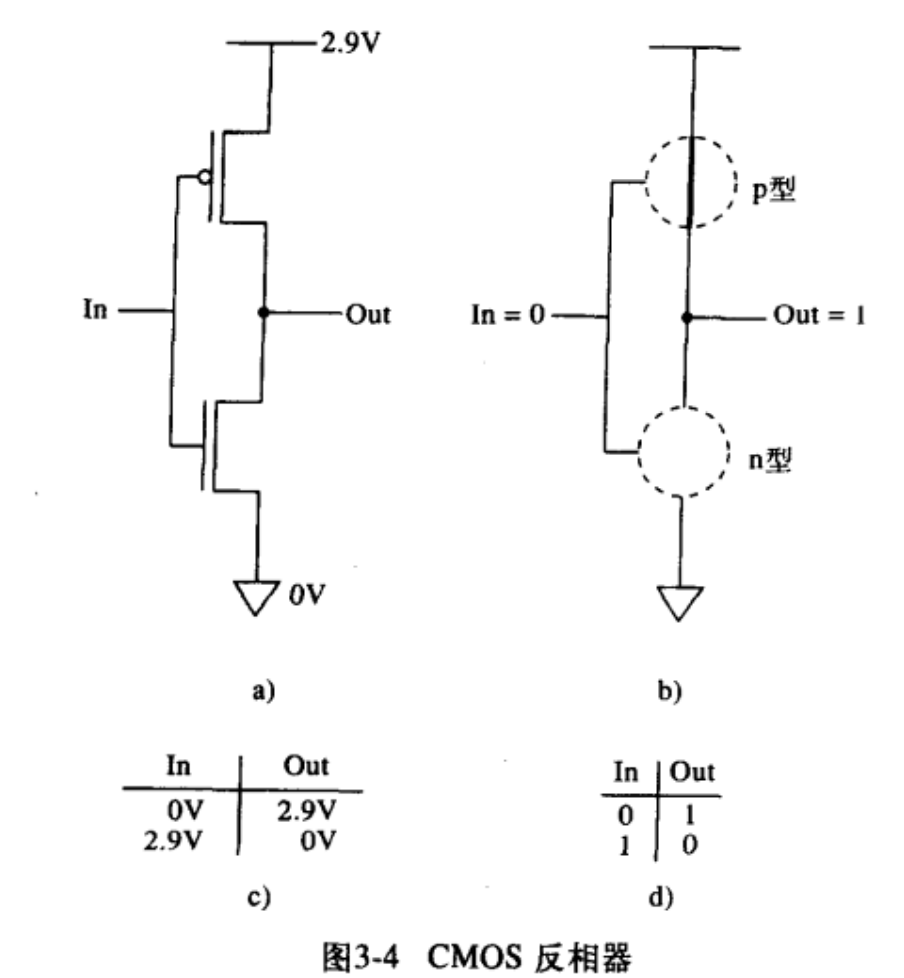 2.9V
In
Out
0V
a)
p型
In = 0
Out = 1
n型
b)
In Out
0V 2.9V
2.9V 0V
c)
In Out
0 1
1 0
d)
图3-4 CMOS 反相器